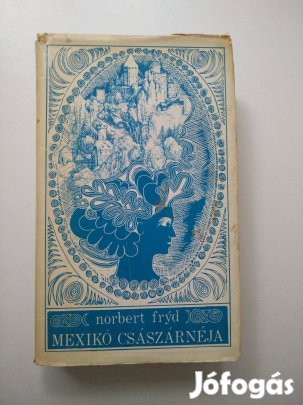 norbert frýd
MEXIKÓ CSÁSZÁRNÉJA
Jófogás